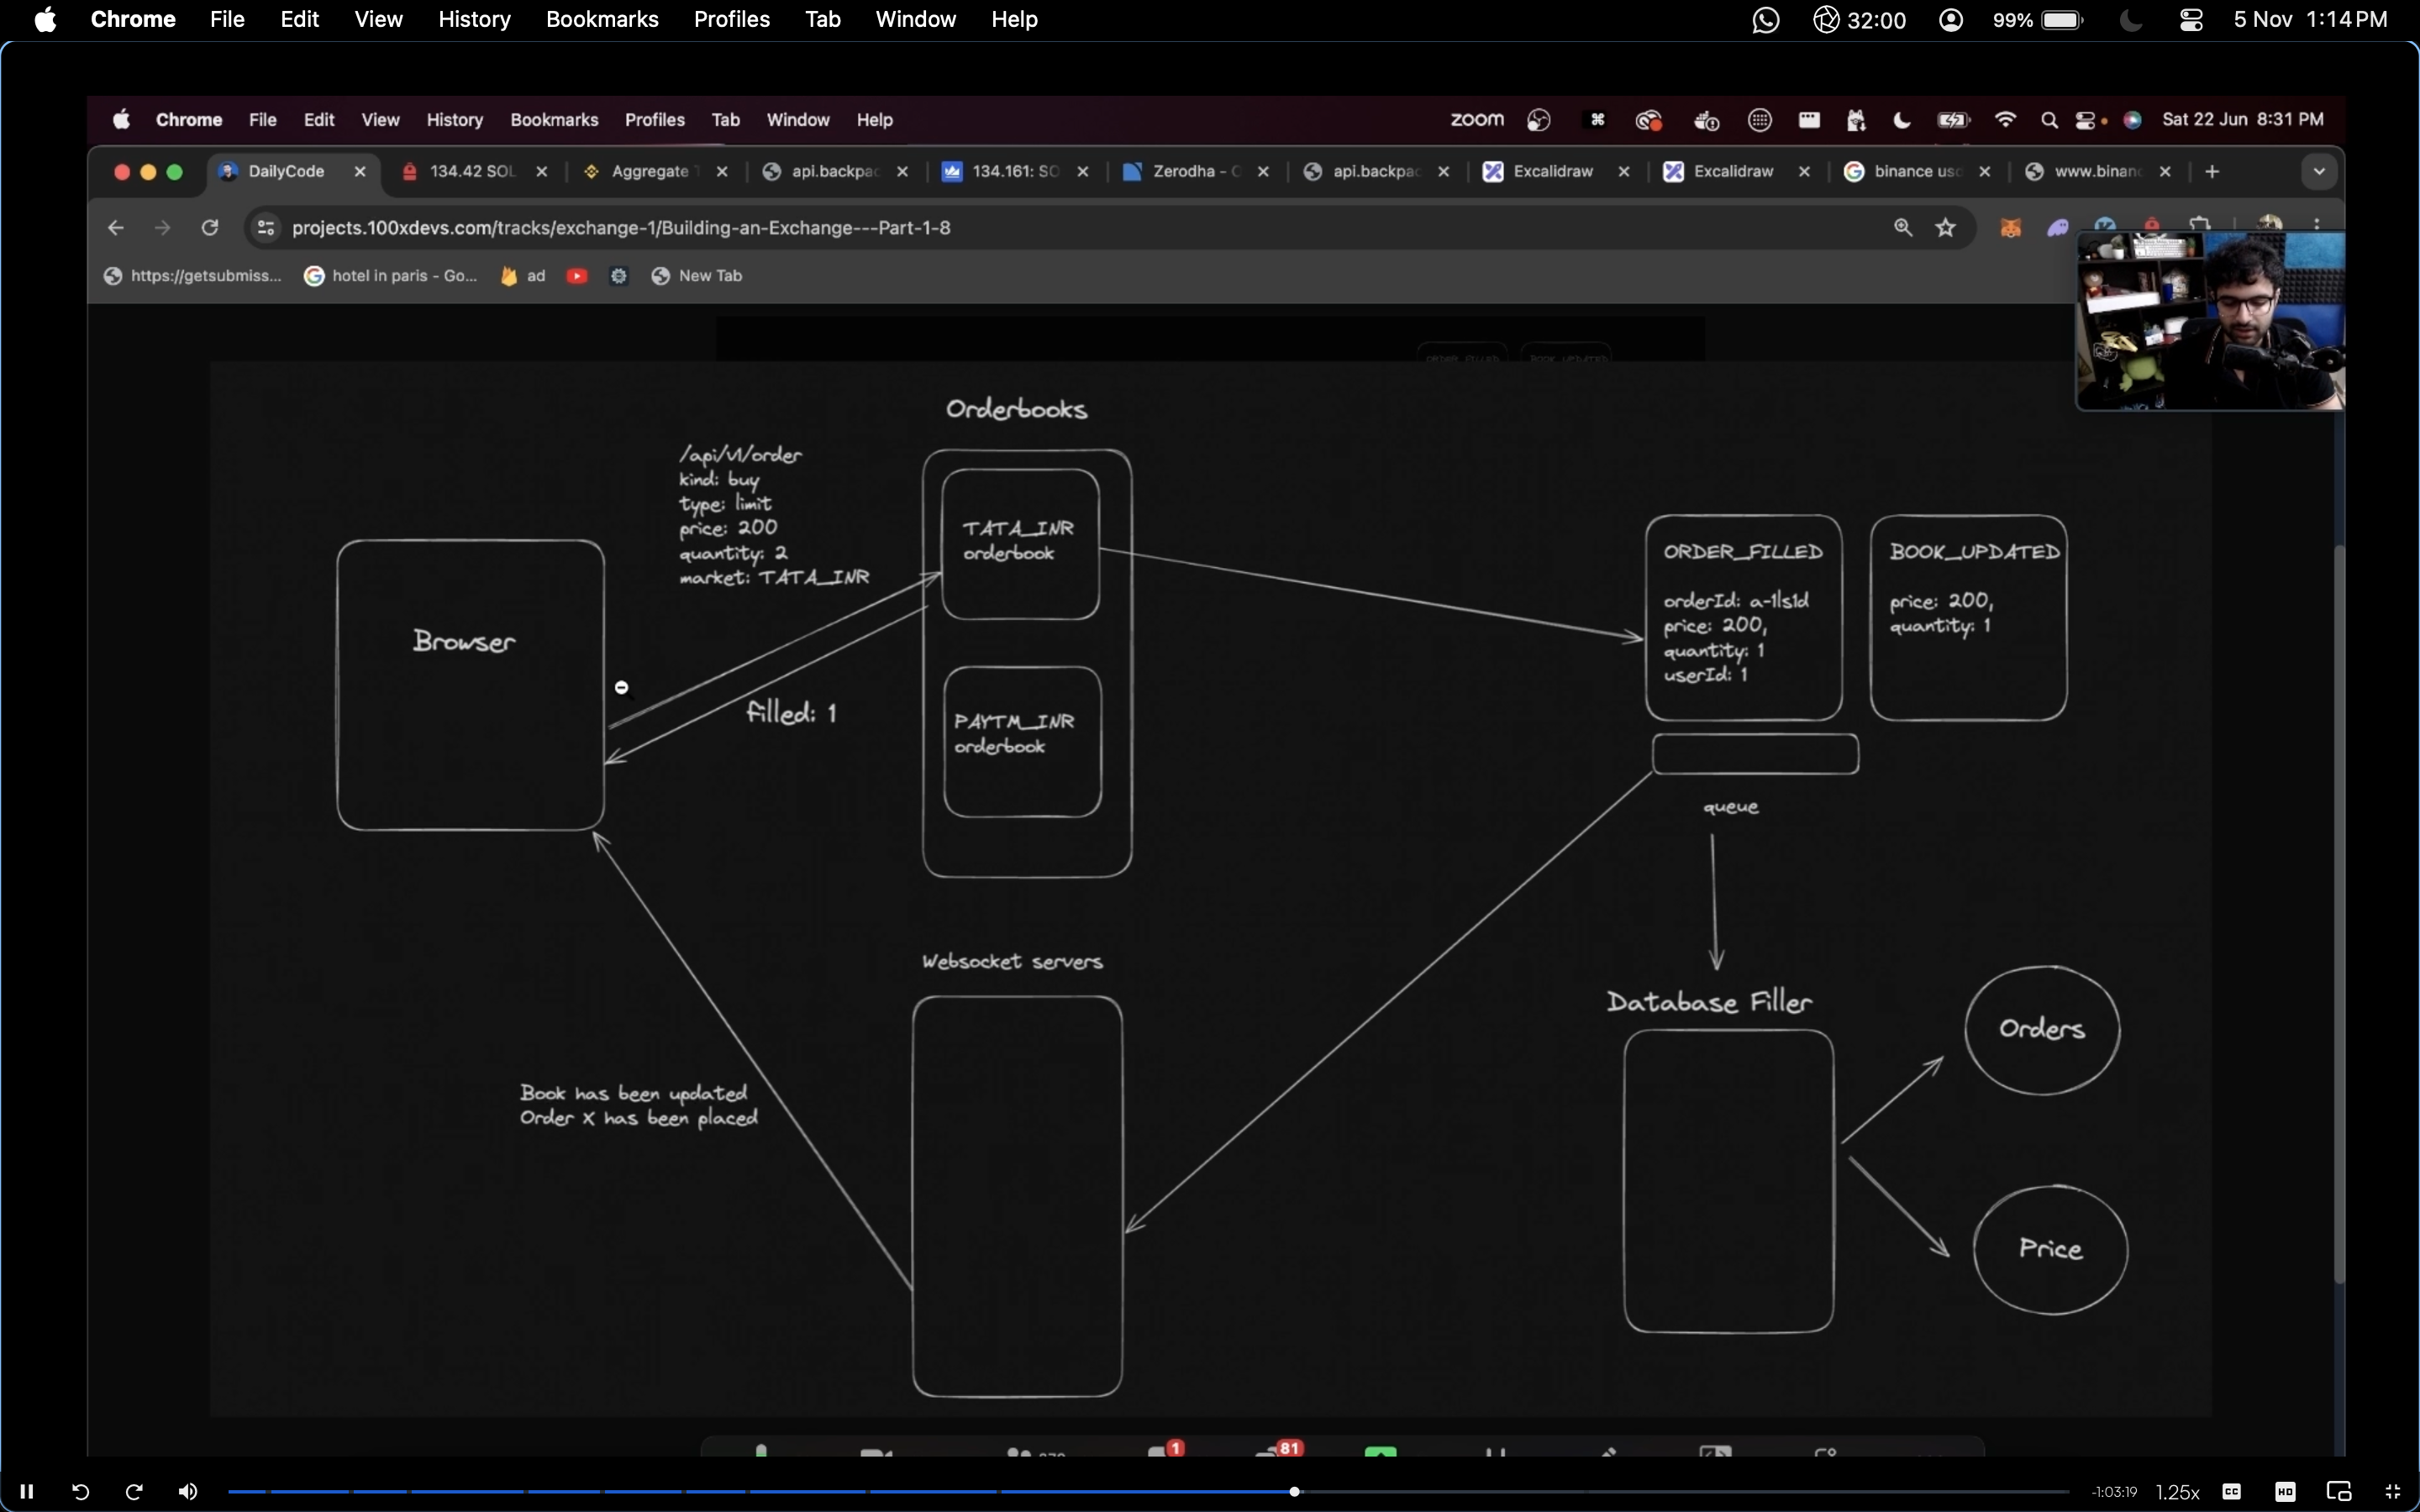 Chrome File Edit View History Bookmarks Profiles Tab Window Help
32:00 99% 5 Nov 1:14 PM
Chrome File Edit View History Bookmarks Profiles Tab Window Help
zoom Sat 22 Jun 8:31 PM
DailyCode 134.42 SOL Aggregate T api.backpac 134.161: SO Zerodha - api.backpac Excalidraw Excalidraw binance us www.binan
projects.100xdevs.com/tracks/exchange-1/Building-an-Exchange---Part-1-8
https://getsubmiss... hotel in paris - Go... ad New Tab
Orderbooks
/api/v1/order
kind: buy
type: limit
price: 200
quantity: 2
market: TATA_INR
TATA_INR
orderbook
PAYTM_INR
orderbook
Browser
filled: 1
ORDER_FILLED
orderId: a-1ls1d
price: 200,
quantity: 1
userId: 1
BOOK_UPDATED
price: 200,
quantity: 1
queue
Websocket servers
Database Filler
Orders
Price
Book has been updated
Order X has been placed
1
81
-1:03:19 1.25x CC HD